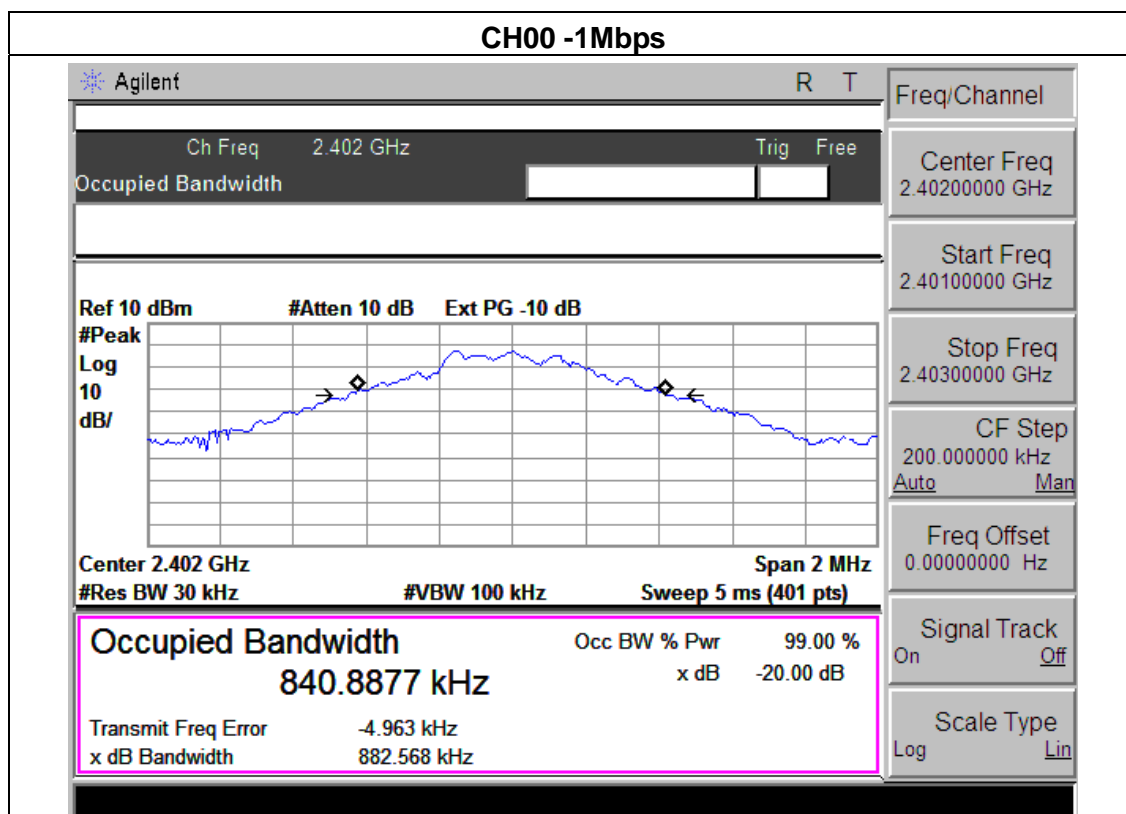 CH00 -1Mbps
Agilent R T
Ch Freq 2.402 GHz Trig Free
Occupied Bandwidth
Ref 10 dBm #Atten 10 dB Ext PG -10 dB
#Peak
Log
10
dB/
Center 2.402 GHz Span 2 MHz
#Res BW 30 kHz #VBW 100 kHz Sweep 5 ms (401 pts)
Occupied Bandwidth Occ BW % Pwr 99.00 %
840.8877 kHz x dB -20.00 dB
Transmit Freq Error -4.963 kHz
x dB Bandwidth 882.568 kHz
Freq/Channel
Center Freq
2.40200000 GHz
Start Freq
2.40100000 GHz
Stop Freq
2.40300000 GHz
CF Step
200.000000 kHz
Auto Man
Freq Offset
0.00000000 Hz
Signal Track
On Off
Scale Type
Log Lin